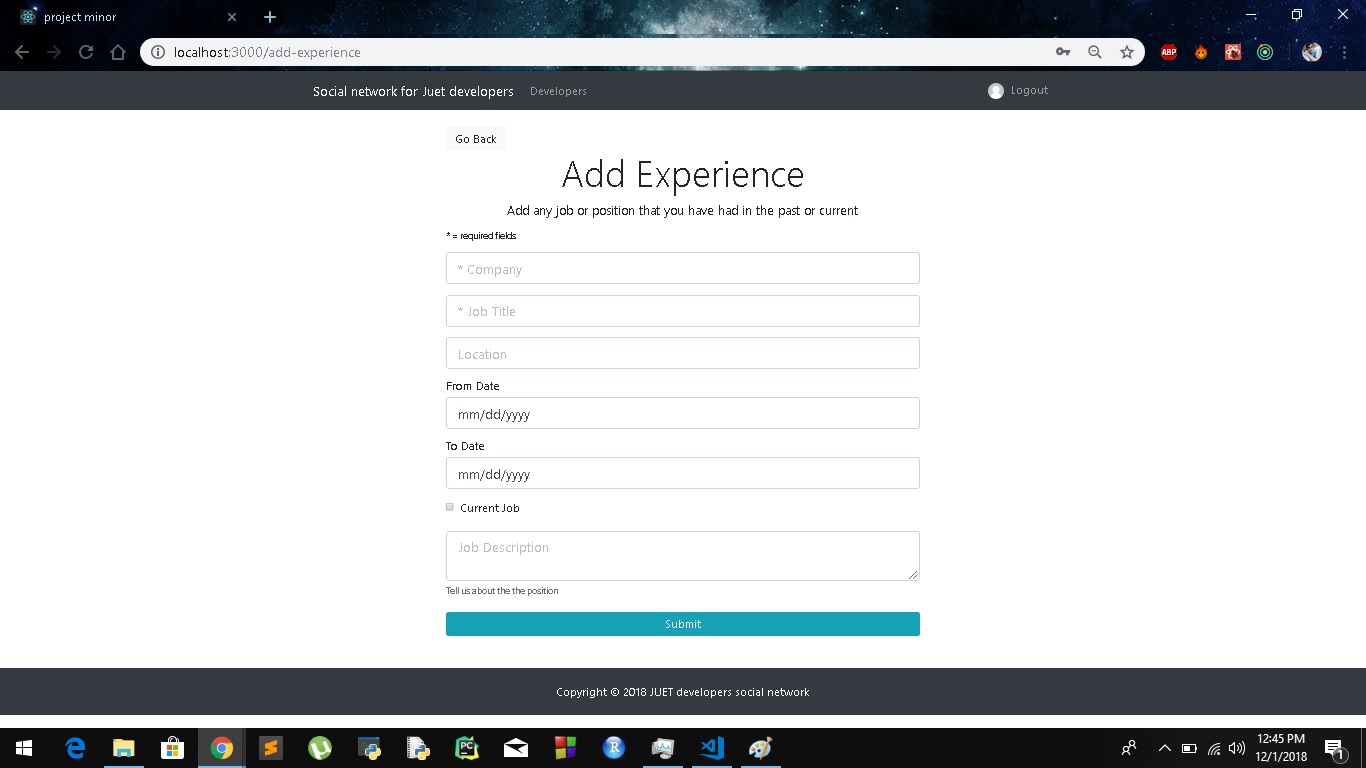 project minor
localhost:3000/add-experience
ABP
Social network for Juet developers
Developers
Logout
Go Back
Add Experience
Add any job or position that you have had in the past or current
* = required fields
* Company
* Job Title
Location
From Date
mm/dd/yyyy
To Date
mm/dd/yyyy
Current Job
Job Description
Tell us about the the position
Submit
Copyright © 2018 JUET developers social network
PC
R
12:45 PM
12/1/2018
1